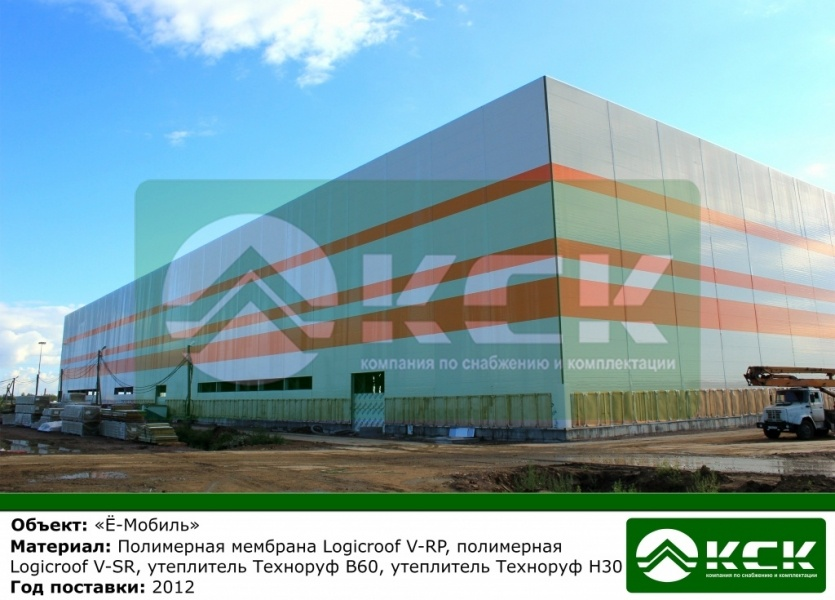 КСК
компания по снабжению и комплектации
Объект: «Ё-Мобиль»
Материал: Полимерная мембрана Logicroof V-RP, полимерная
Logicroof V-SR, утеплитель Техноруф В60, утеплитель Техноруф Н30
Год поставки: 2012
КСК
компания по снабжению и комплектации